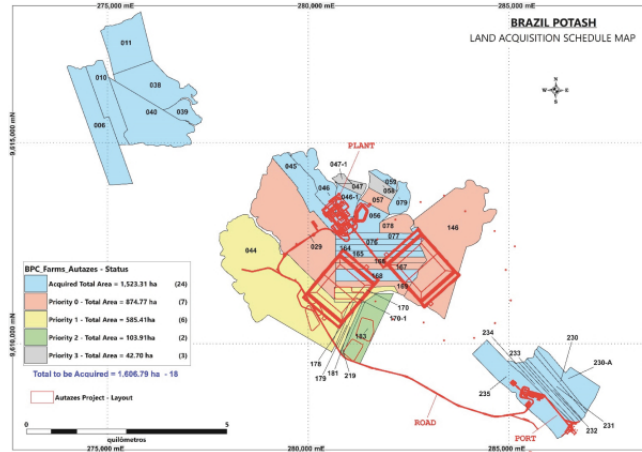 275,000 mE
280,000 mE
285,000 mE
BRAZIL POTASH
LAND ACQUISITION SCHEDULE MAP
N
W
E
S
9,615,000 mN
9,610,000 mN
011
010
038
040
039
006
PLANT
047-1
045
046
047
059
058
046-1
057
079
056
078
077
146
029
076
164
165
166
167
168
169
044
170
170-1
182
178
179
181
219
ROAD
PORT
234
233
230
230-A
235
231
232
BPC_Farms_Autazes - Status
Acquired Total Area = 1,523.31 ha (24)
Priority 0 - Total Area = 874.77 ha (7)
Priority 1 - Total Area = 585.41 ha (6)
Priority 2 - Total Area = 103.91 ha (2)
Priority 3 - Total Area = 42.70 ha (3)
Total to be Acquired = 1,606.79 ha - 18
Autazes Project - Layout
0 5
quilômetros
275,000 mE
280,000 mE
285,000 mE